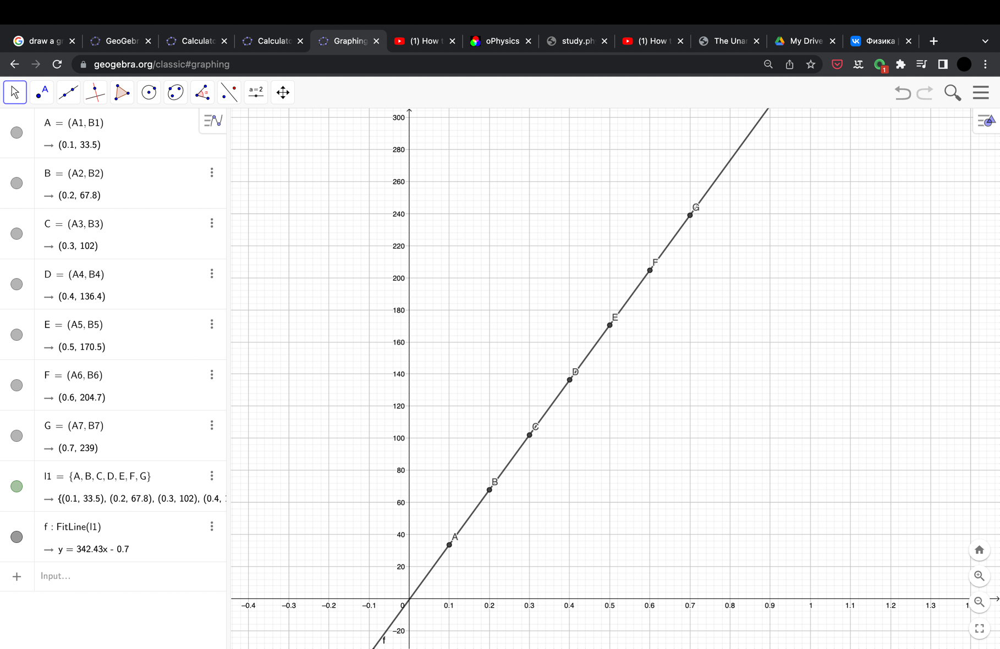 draw a gr
GeoGebr
Calculato
Calculato
Graphing
(1) How t
oPhysics
study.ph
(1) How t
The Unar
My Drive
Физика |
geogebra.org/classic#graphing
1
A
α
a=2
A = (A1, B1)
→ (0.1, 33.5)
B = (A2, B2)
→ (0.2, 67.8)
C = (A3, B3)
→ (0.3, 102)
D = (A4, B4)
→ (0.4, 136.4)
E = (A5, B5)
→ (0.5, 170.5)
F = (A6, B6)
→ (0.6, 204.7)
G = (A7, B7)
→ (0.7, 239)
l1 = {A, B, C, D, E, F, G}
→ {(0.1, 33.5), (0.2, 67.8), (0.3, 102), (0.4,
f : FitLine(l1)
→ y = 342.43x - 0.7
+ Input...
300
280
260
240
220
200
180
160
140
120
100
80
60
40
20
–20
G
F
E
D
C
B
A
f
–0.4 –0.3 –0.2 –0.1 0 0.1 0.2 0.3 0.4 0.5 0.6 0.7 0.8 0.9 1 1.1 1.2 1.3